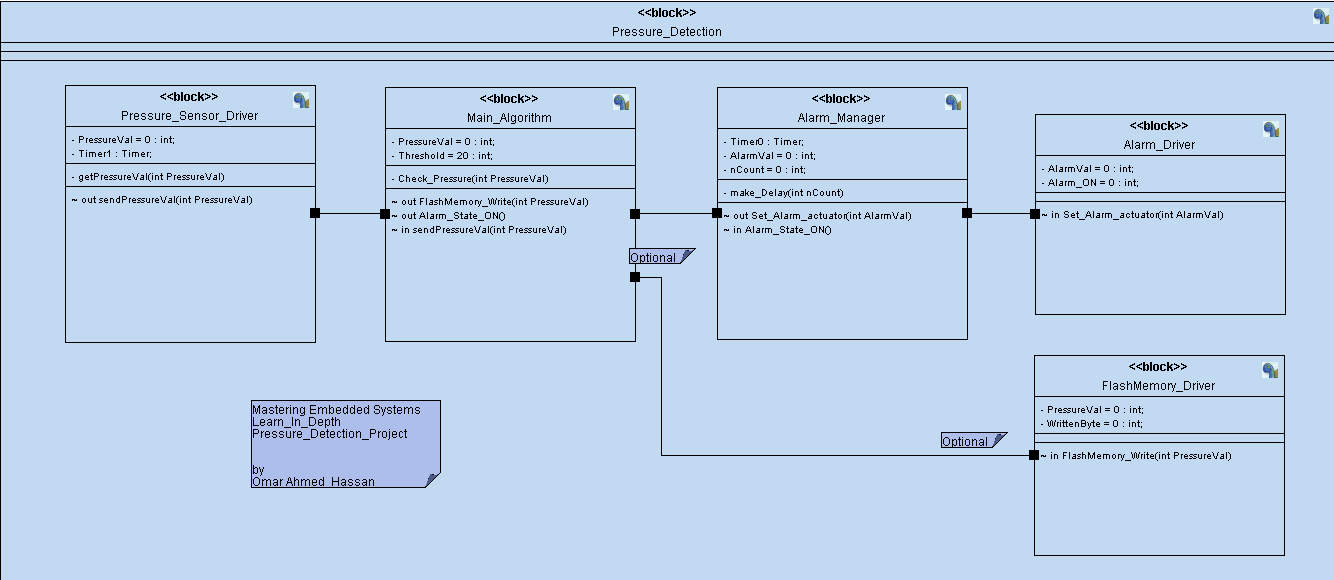 <<block>>
Pressure_Detection
<<block>>
Pressure_Sensor_Driver
- PressureVal = 0 : int;
- Timer1 : Timer;
- getPressureVal(int PressureVal)
~ out sendPressureVal(int PressureVal)
<<block>>
Main_Algorithm
- PressureVal = 0 : int;
- Threshold = 20 : int;
- Check_Pressure(int PressureVal)
~ out FlashMemory_Write(int PressureVal)
~ out Alarm_State_ON()
~ in sendPressureVal(int PressureVal)
Optional
<<block>>
Alarm_Manager
- Timer0 : Timer;
- AlarmVal = 0 : int;
- nCount = 0 : int;
- make_Delay(int nCount)
~ out Set_Alarm_actuator(int AlarmVal)
~ in Alarm_State_ON()
<<block>>
Alarm_Driver
- AlarmVal = 0 : int;
- Alarm_ON = 0 : int;
~ in Set_Alarm_actuator(int AlarmVal)
<<block>>
FlashMemory_Driver
- PressureVal = 0 : int;
- WrittenByte = 0 : int;
~ in FlashMemory_Write(int PressureVal)
Optional
Mastering Embedded Systems
Learn_In_Depth
Pressure_Detection_Project
by
Omar Ahmed_Hassan